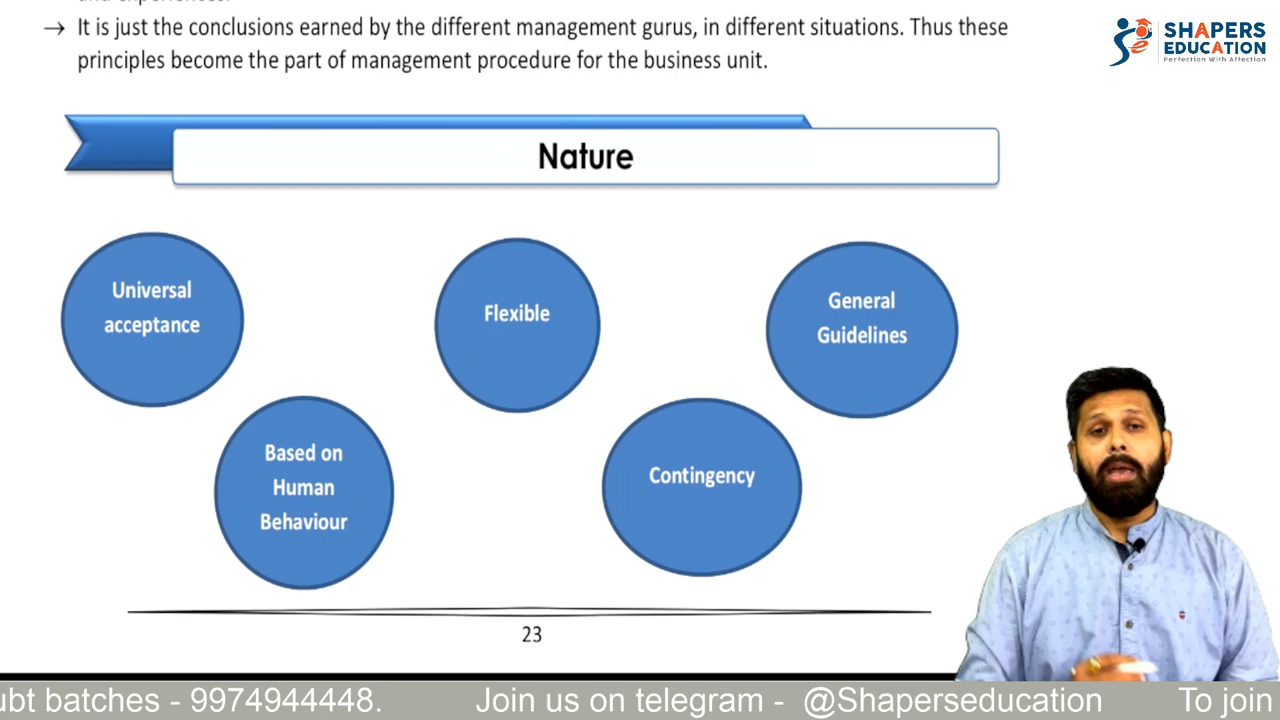 and experiences.
→ It is just the conclusions earned by the different management gurus, in different situations. Thus these
principles become the part of management procedure for the business unit.
SHAPERS
EDUCATION
Perfection With Affection
Nature
Universal
acceptance
Flexible
General
Guidelines
Based on
Human
Behaviour
Contingency
23
ubt batches - 9974944448. Join us on telegram - @Shaperseducation To join